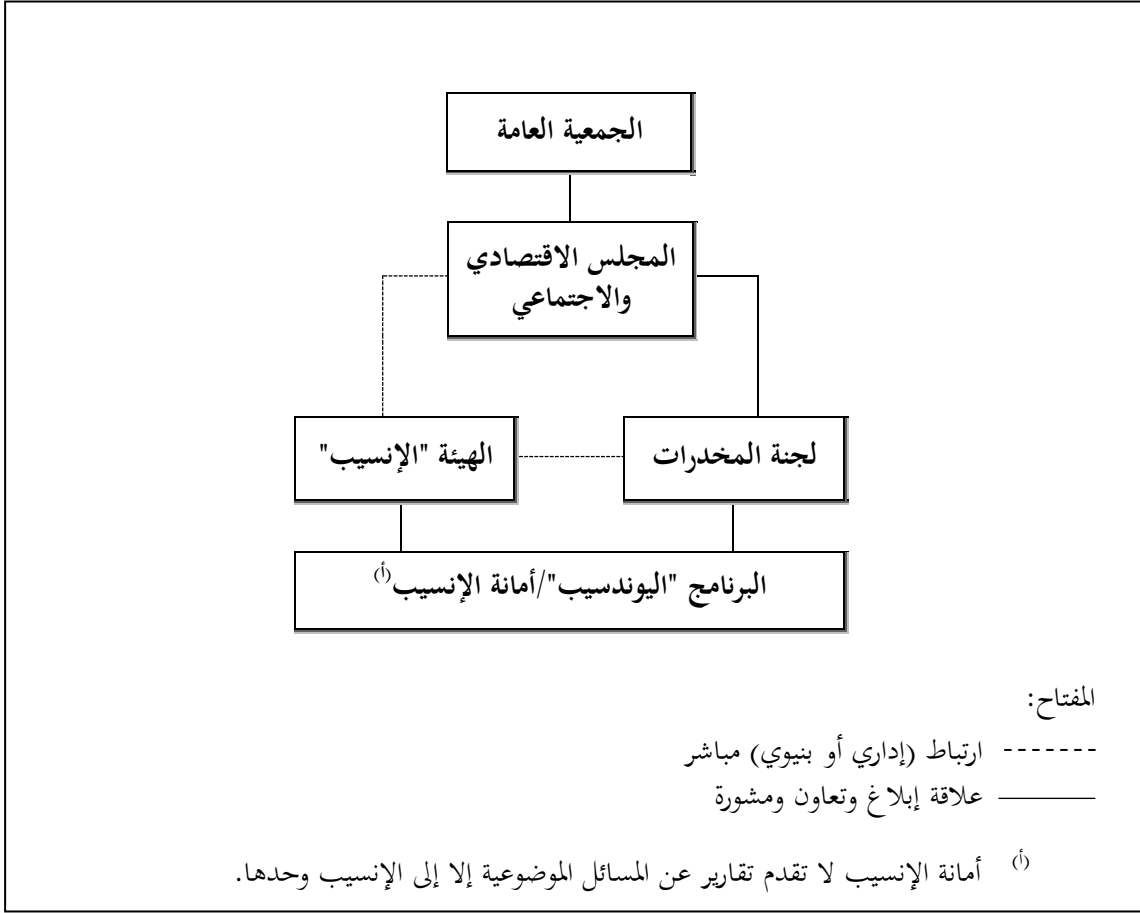 الجمعية العامة
المجلس الاقتصادي
والاجتماعي
لجنة المخدرات
الهيئة "الإنسيب"
البرنامج "اليوندسيب"/أمانة الإنسيب(أ)
المفتاح:
------- ارتباط (إداري أو بنيوي) مباشر
——— علاقة إبلاغ وتعاون ومشورة
(أ) أمانة الإنسيب لا تقدم تقارير عن المسائل الموضوعية إلا إلى الإنسيب وحدها.